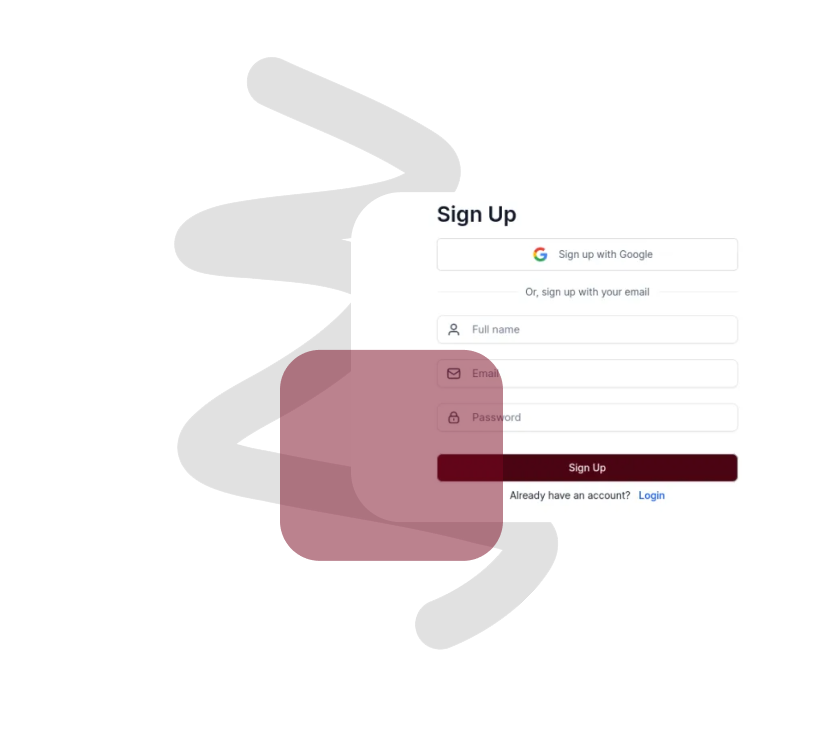 Sign Up
Sign up with Google
Or, sign up with your email
Full name
Email
Password
Sign Up
Already have an account? Login